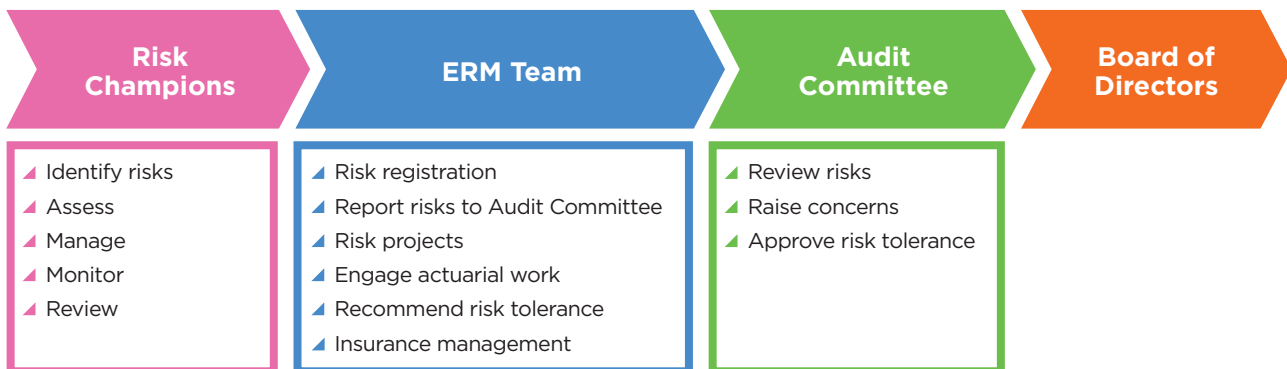 Risk
Champions
ERM Team
Audit
Committee
Board of
Directors
Identify risks
Assess
Manage
Monitor
Review
Risk registration
Report risks to Audit Committee
Risk projects
Engage actuarial work
Recommend risk tolerance
Insurance management
Review risks
Raise concerns
Approve risk tolerance